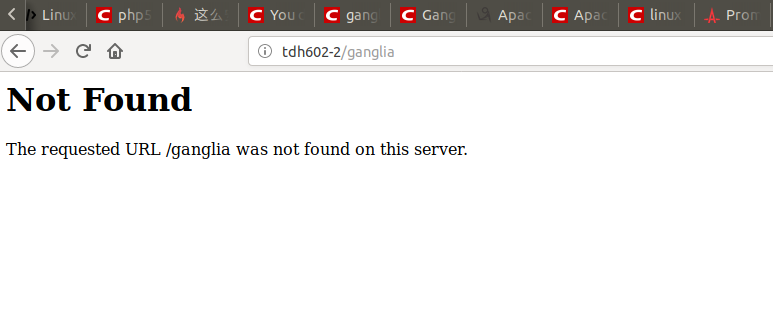 Linux php5 这么 You c gang Gang Apac Apac linux Prom
tdh602-2/ganglia
Not Found
The requested URL /ganglia was not found on this server.